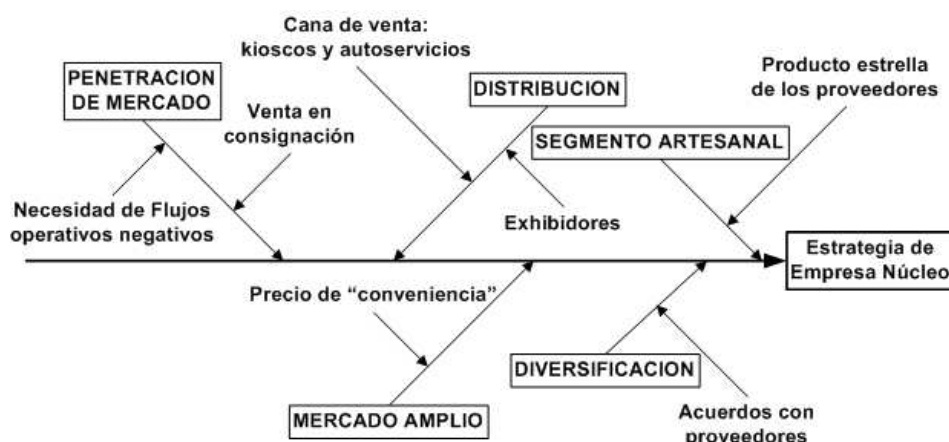 Cana de venta:
kioscos y autoservicios
PENETRACION
DE MERCADO
Venta en
consignación
DISTRIBUCION
Producto estrella
de los proveedores
SEGMENTO ARTESANAL
Necesidad de Flujos
operativos negativos
Exhibidores
Estrategia de
Empresa Núcleo
Precio de “conveniencia”
DIVERSIFICACION
MERCADO AMPLIO
Acuerdos con
proveedores